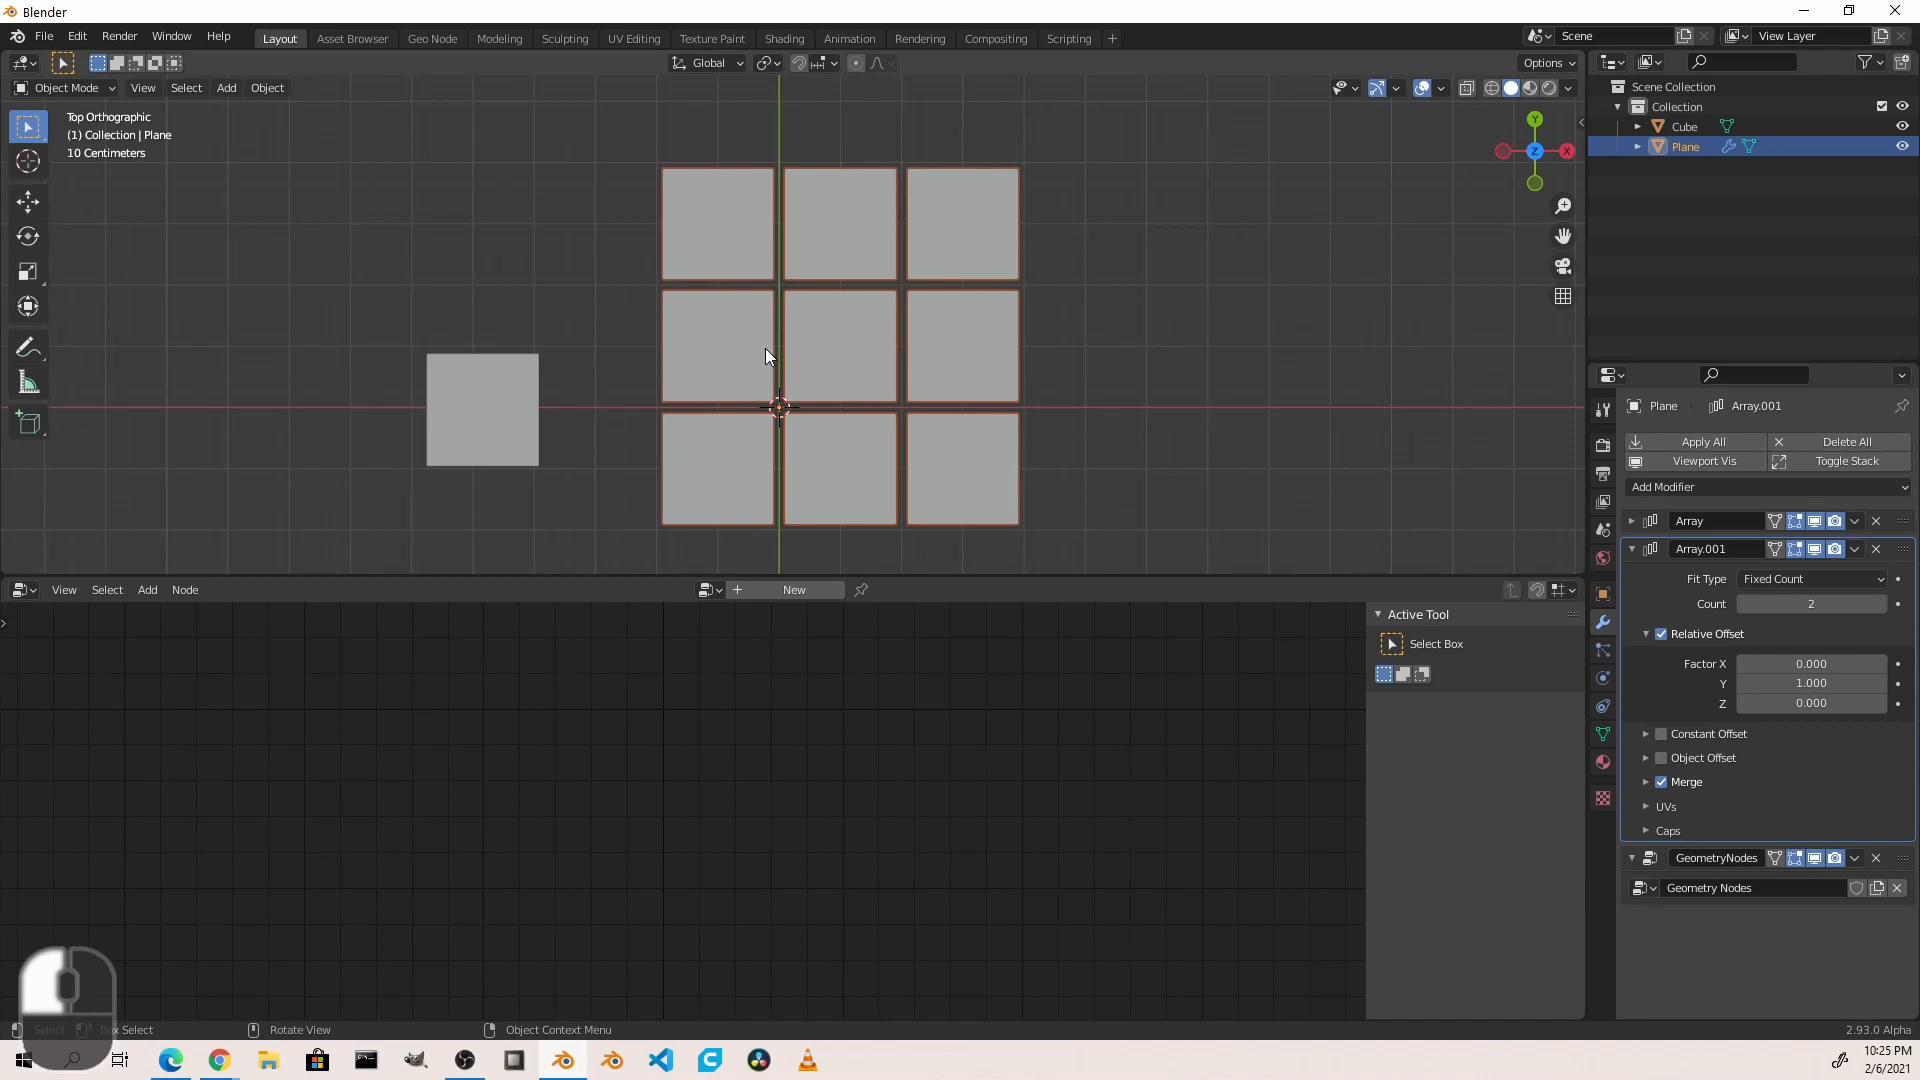 Blender
File Edit Render Window Help
Layout Asset Browser Geo Node Modeling Sculpting UV Editing Texture Paint Shading Animation Rendering Compositing Scripting
Scene View Layer
Global Options
Object Mode View Select Add Object
Top Orthographic
(1) Collection | Plane
10 Centimeters
Y
Z X
Scene Collection
Collection
Cube
Plane
Plane Array.001
Apply All Delete All
Viewport Vis Toggle Stack
Add Modifier
Array
Array.001
Fit Type Fixed Count
Count 2
Relative Offset
Factor X 0.000
Y 1.000
Z 0.000
Constant Offset
Object Offset
Merge
UVs
Caps
GeometryNodes
Geometry Nodes
View Select Add Node New
Active Tool
Select Box
Select Box Select Rotate View Object Context Menu 2.93.0 Alpha
10:25 PM
2/6/2021